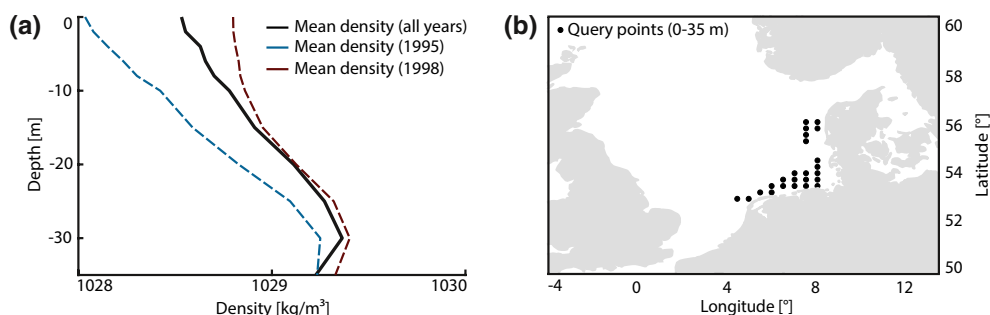 (a)
0
-10
-20
-30
Depth [m]
1028
1029
1030
Density [kg/m³]
Mean density (all years)
Mean density (1995)
Mean density (1998)
(b)
Query points (0-35 m)
60
58
56
54
52
50
Latitude [°]
-4
0
4
8
12
Longitude [°]